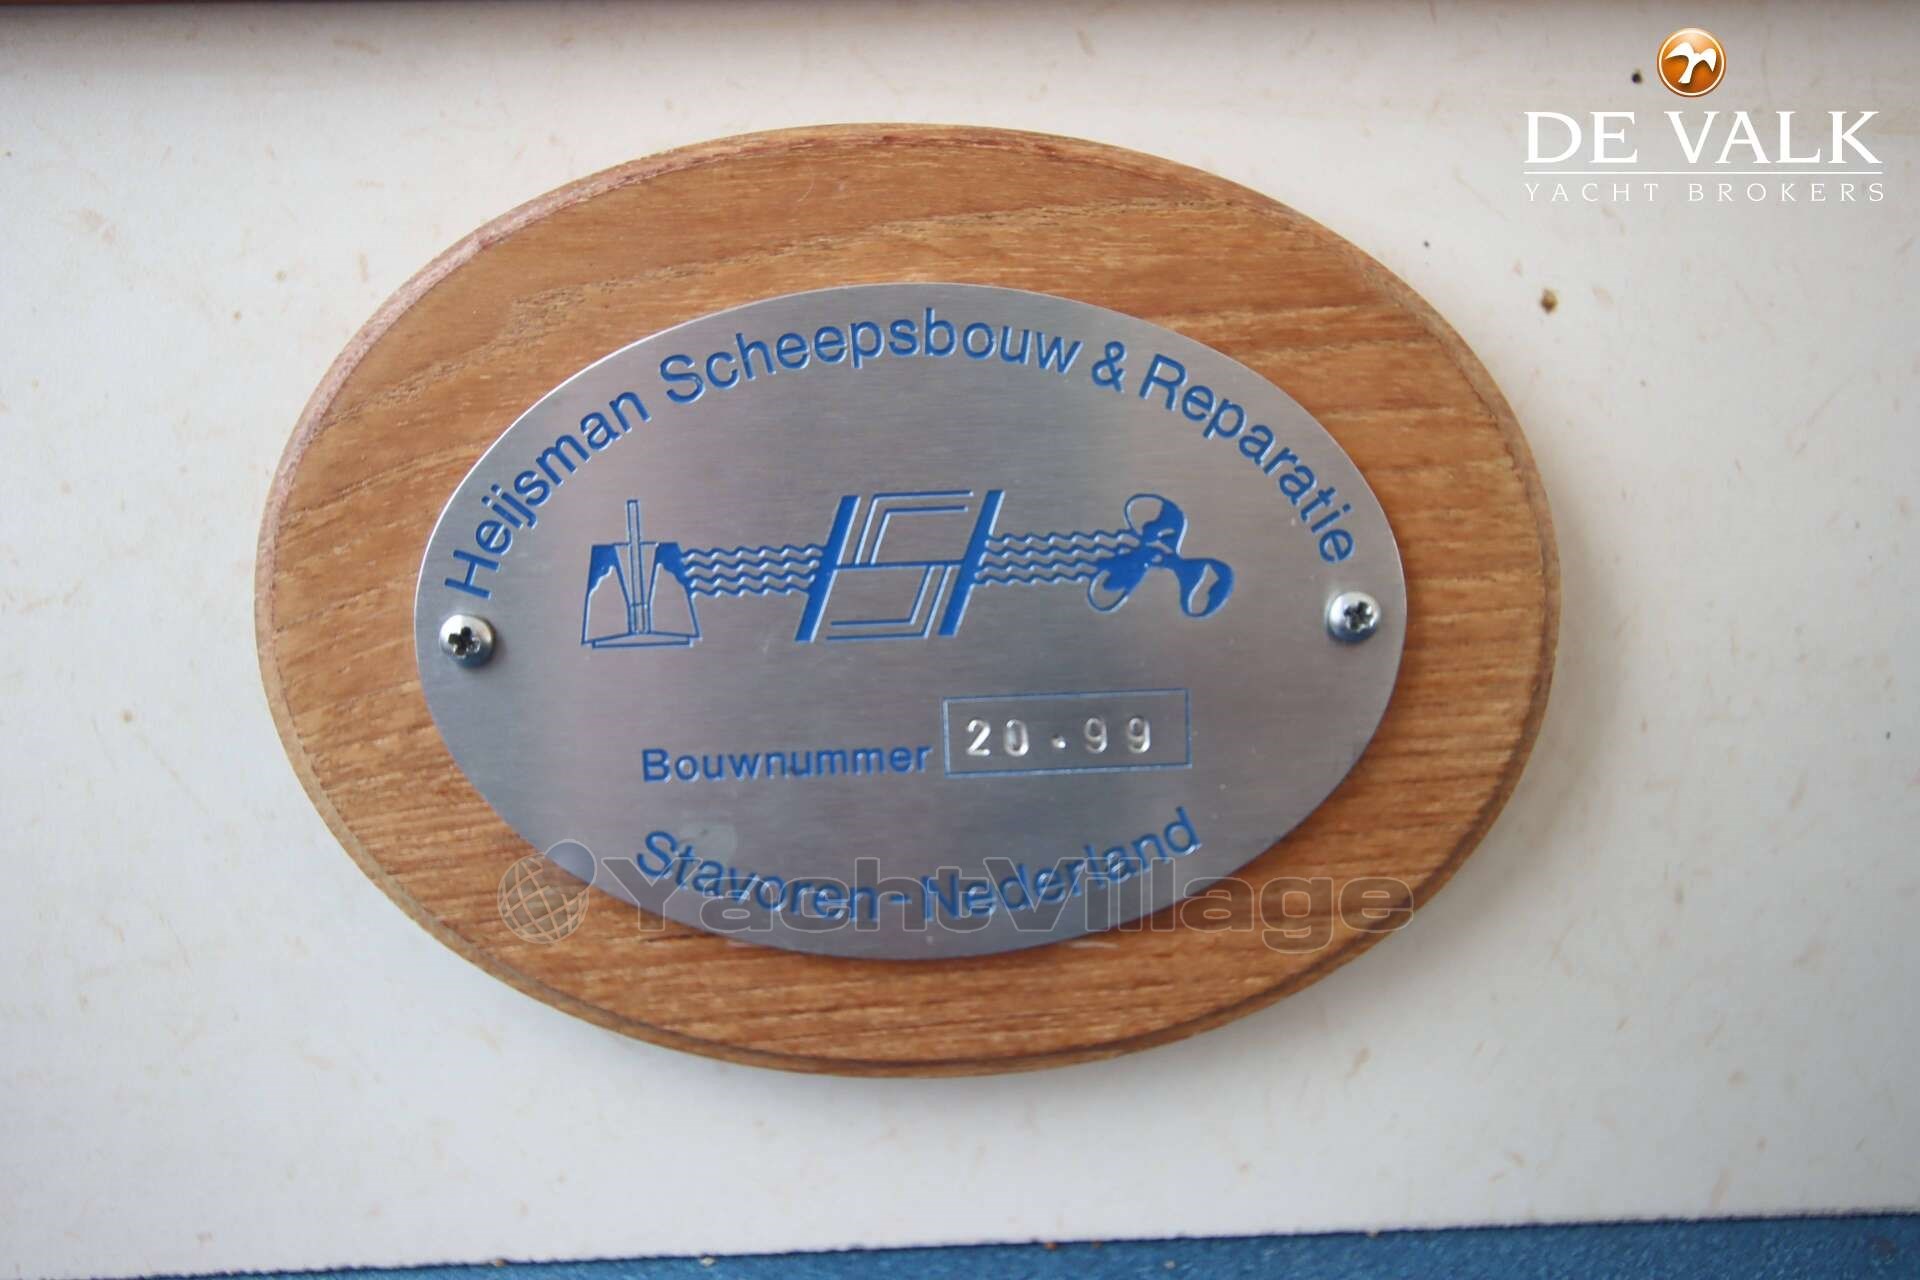 DE VALK
YACHT BROKERS
Heijsman Scheepsbouw & Reparatie
Bouwnummer 20.99
Stavoren-Nederland
YachtVillage